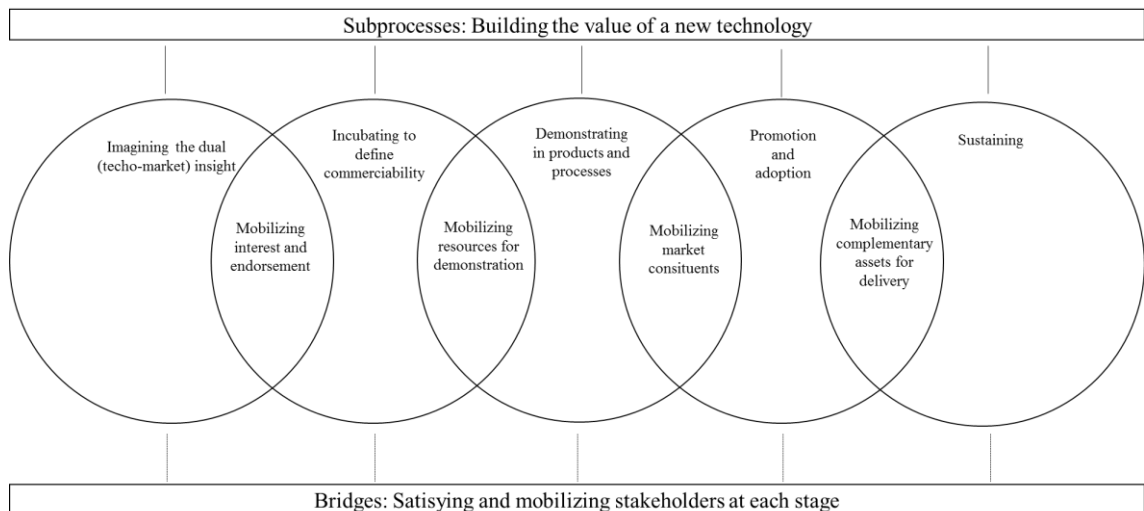 Subprocesses: Building the value of a new technology
Imagining the dual
(techo-market) insight
Incubating to
define
commerciability
Demonstrating
in products and
processes
Promotion
and
adoption
Sustaining
Mobilizing
interest and
endorsement
Mobilizing
resources for
demonstration
Mobilizing
market
consituents
Mobilizing
complementary
assets for
delivery
Bridges: Satisying and mobilizing stakeholders at each stage